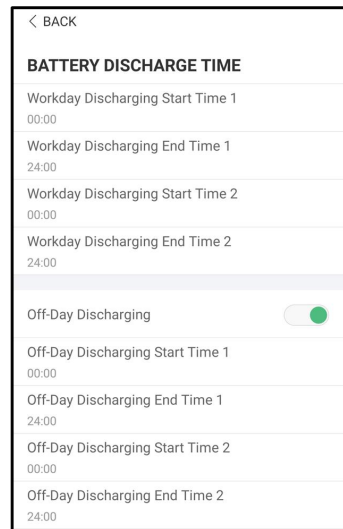 < BACK
BATTERY DISCHARGE TIME
Workday Discharging Start Time 1
00:00
Workday Discharging End Time 1
24:00
Workday Discharging Start Time 2
00:00
Workday Discharging End Time 2
24:00
Off-Day Discharging
Off-Day Discharging Start Time 1
00:00
Off-Day Discharging End Time 1
24:00
Off-Day Discharging Start Time 2
00:00
Off-Day Discharging End Time 2
24:00